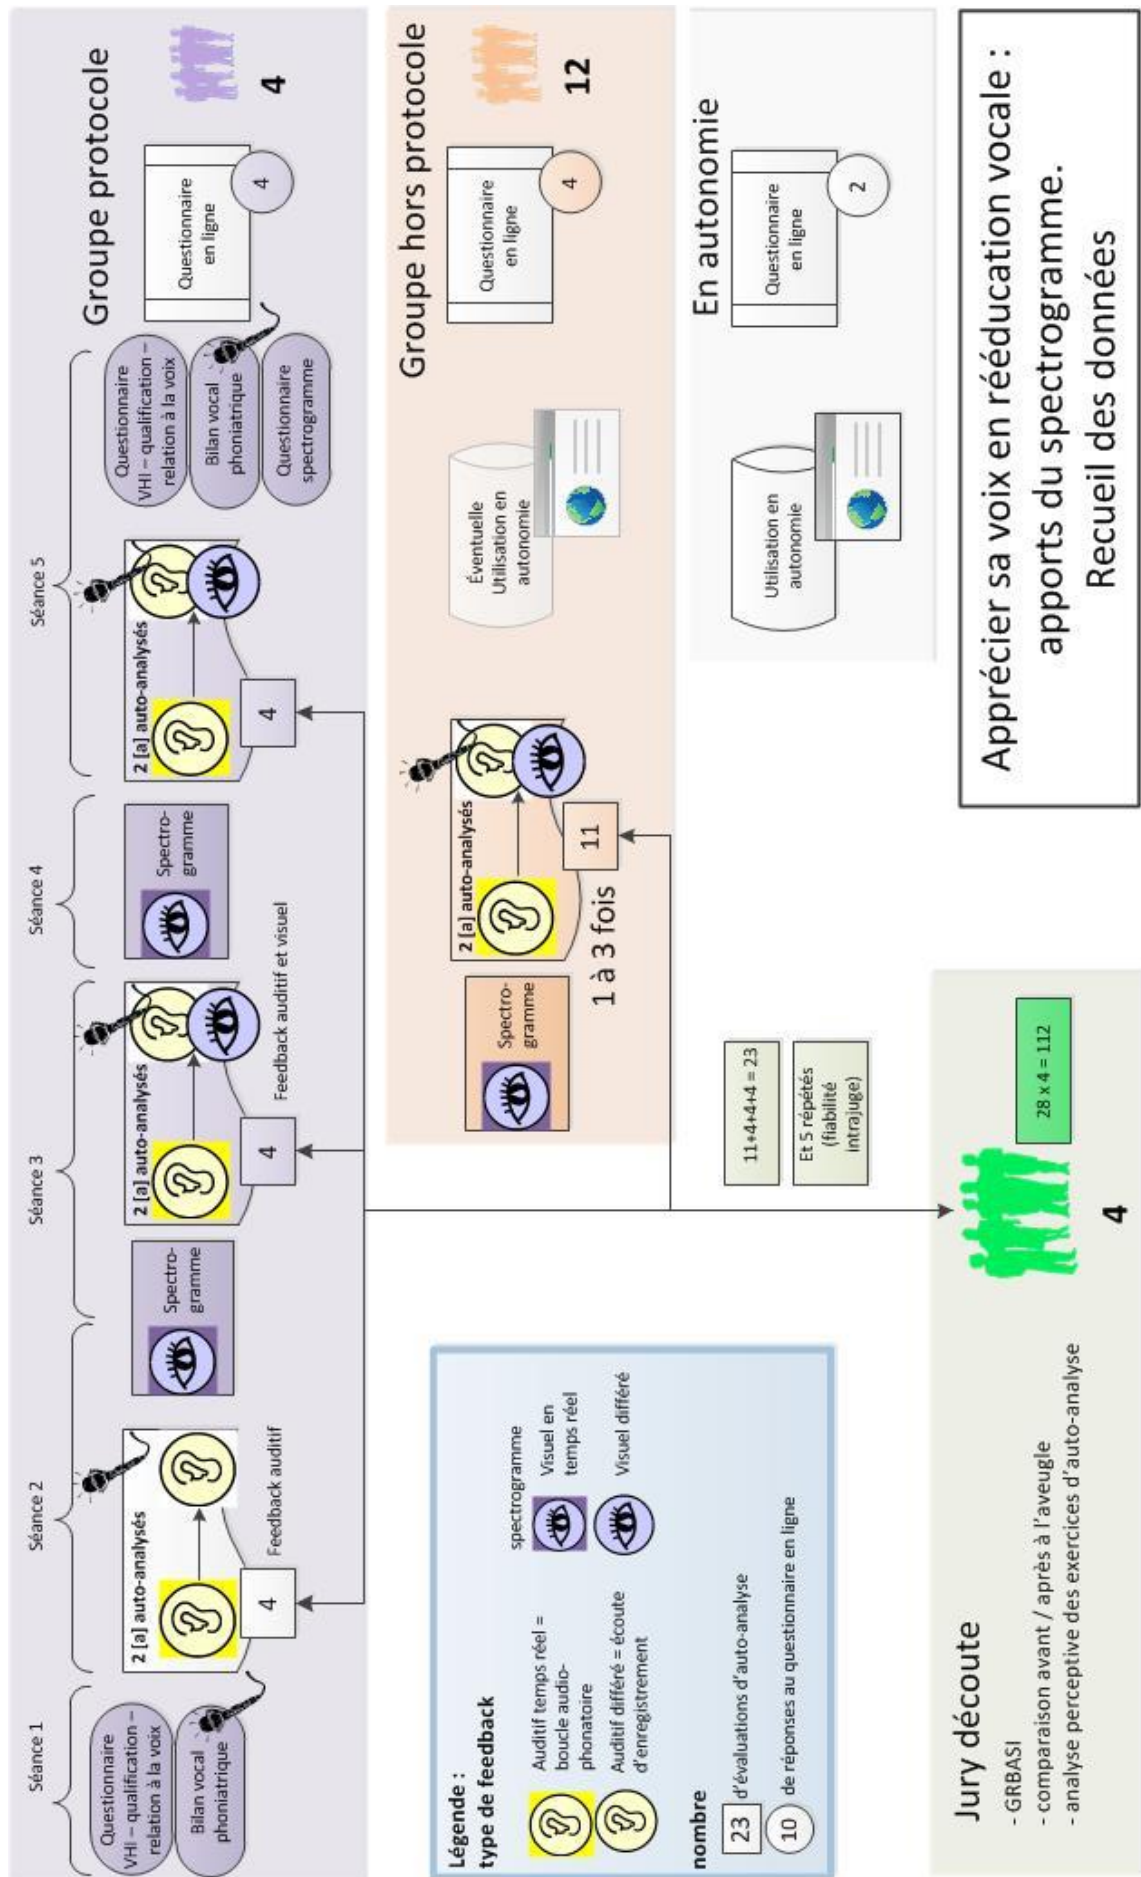 Séance 1
Séance 2
Séance 3
Séance 4
Séance 5
Groupe protocole
4
Questionnaire
VHI – qualification –
relation à la voix
Bilan vocal
phoniatrique
2 [a] auto-analysés
4
Feedback auditif
Spectro-
gramme
2 [a] auto-analysés
4
Feedback auditif et visuel
Spectro-
gramme
2 [a] auto-analysés
4
Questionnaire
VHI – qualification –
relation à la voix
Bilan vocal
phoniatrique
Questionnaire
spectrogramme
Questionnaire
en ligne
4
Groupe hors protocole
12
Spectro-
gramme
2 [a] auto-analysés
11
1 à 3 fois
Éventuelle
Utilisation en
autonomie
Questionnaire
en ligne
4
En autonomie
Utilisation en
autonomie
Questionnaire
en ligne
2
Légende :
type de feedback
Auditif temps réel =
boucle audio-
phonatoire
Auditif différé = écoute
d'enregistrement
spectrogramme
Visuel en
temps réel
Visuel différé
nombre
23
d'évaluations d'auto-analyse
10
de réponses au questionnaire en ligne
11+4+4+4 = 23
Et 5 répétés
(fiabilité
intrajuge)
Jury découte
- GRBASI
- comparaison avant / après à l'aveugle
- analyse perceptive des exercices d'auto-analyse
4
28 x 4 = 112
Apprécier sa voix en rééducation vocale :
apports du spectrogramme.
Recueil des données